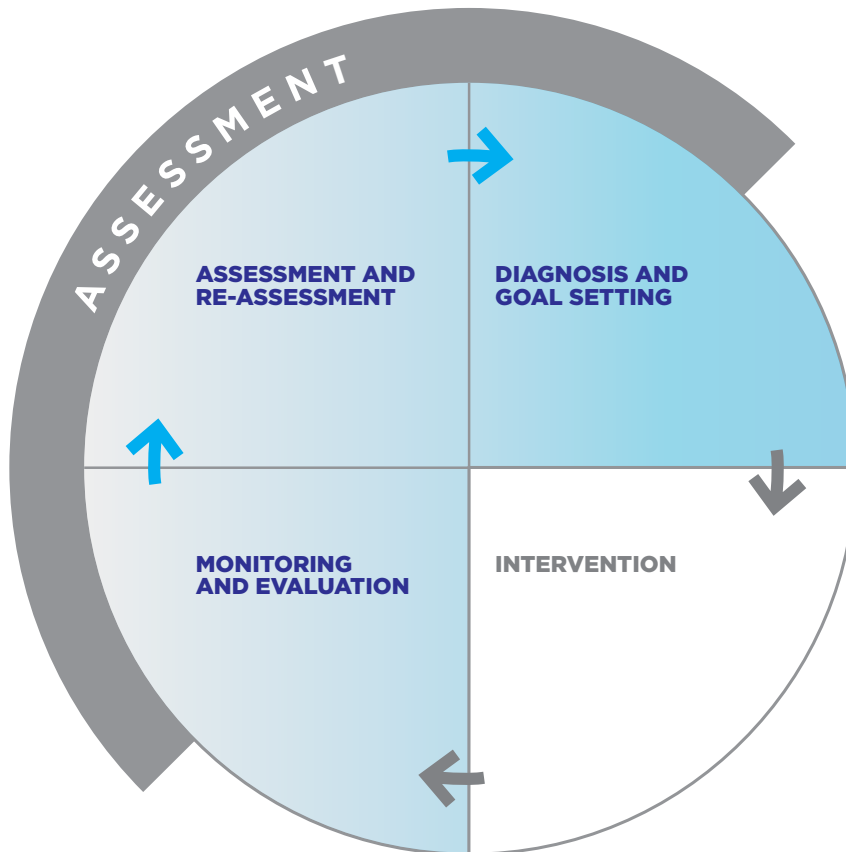 ASSESSMENT
ASSESSMENT AND
RE-ASSESSMENT
DIAGNOSIS AND
GOAL SETTING
MONITORING
AND EVALUATION
INTERVENTION